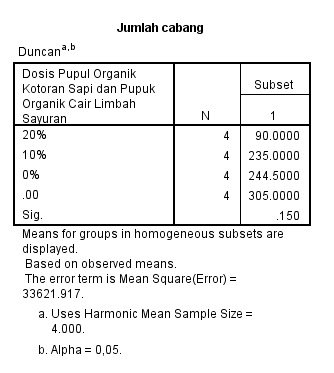 Jumlah cabang
Duncan a,b
Dosis Pupul Organik
Kotoran Sapi dan Pupuk
Organik Cair Limbah
Sayuran N Subset
1
20% 4 90.0000
10% 4 235.0000
0% 4 244.5000
.00 4 305.0000
Sig. .150
Means for groups in homogeneous subsets are
displayed.
Based on observed means.
The error term is Mean Square(Error) =
33621.917.
a. Uses Harmonic Mean Sample Size =
4.000.
b. Alpha = 0,05.